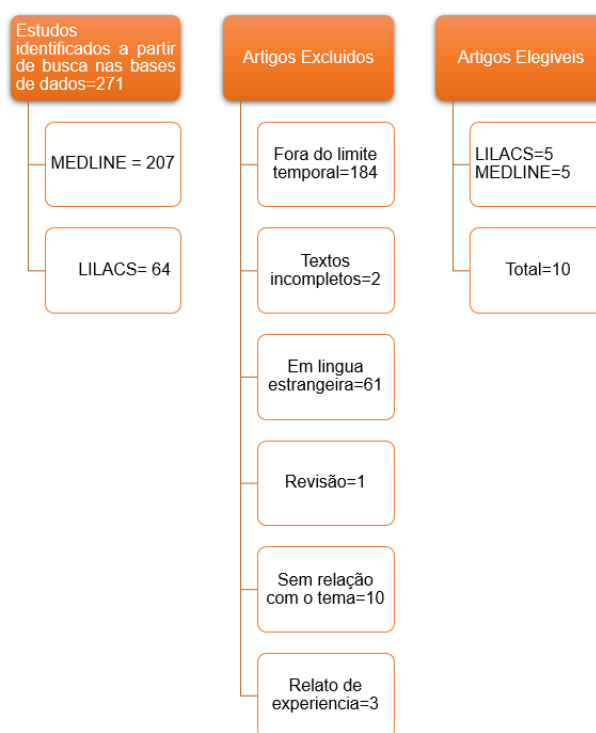 Estudos
identificados a partir
de busca nas bases
de dados=271
MEDLINE = 207
LILACS= 64
Artigos Excluidos
Fora do limite
temporal=184
Textos
incompletos=2
Em lingua
estrangeira=61
Revisão=1
Sem relação
com o tema=10
Relato de
experiencia=3
Artigos Elegiveis
LILACS=5
MEDLINE=5
Total=10